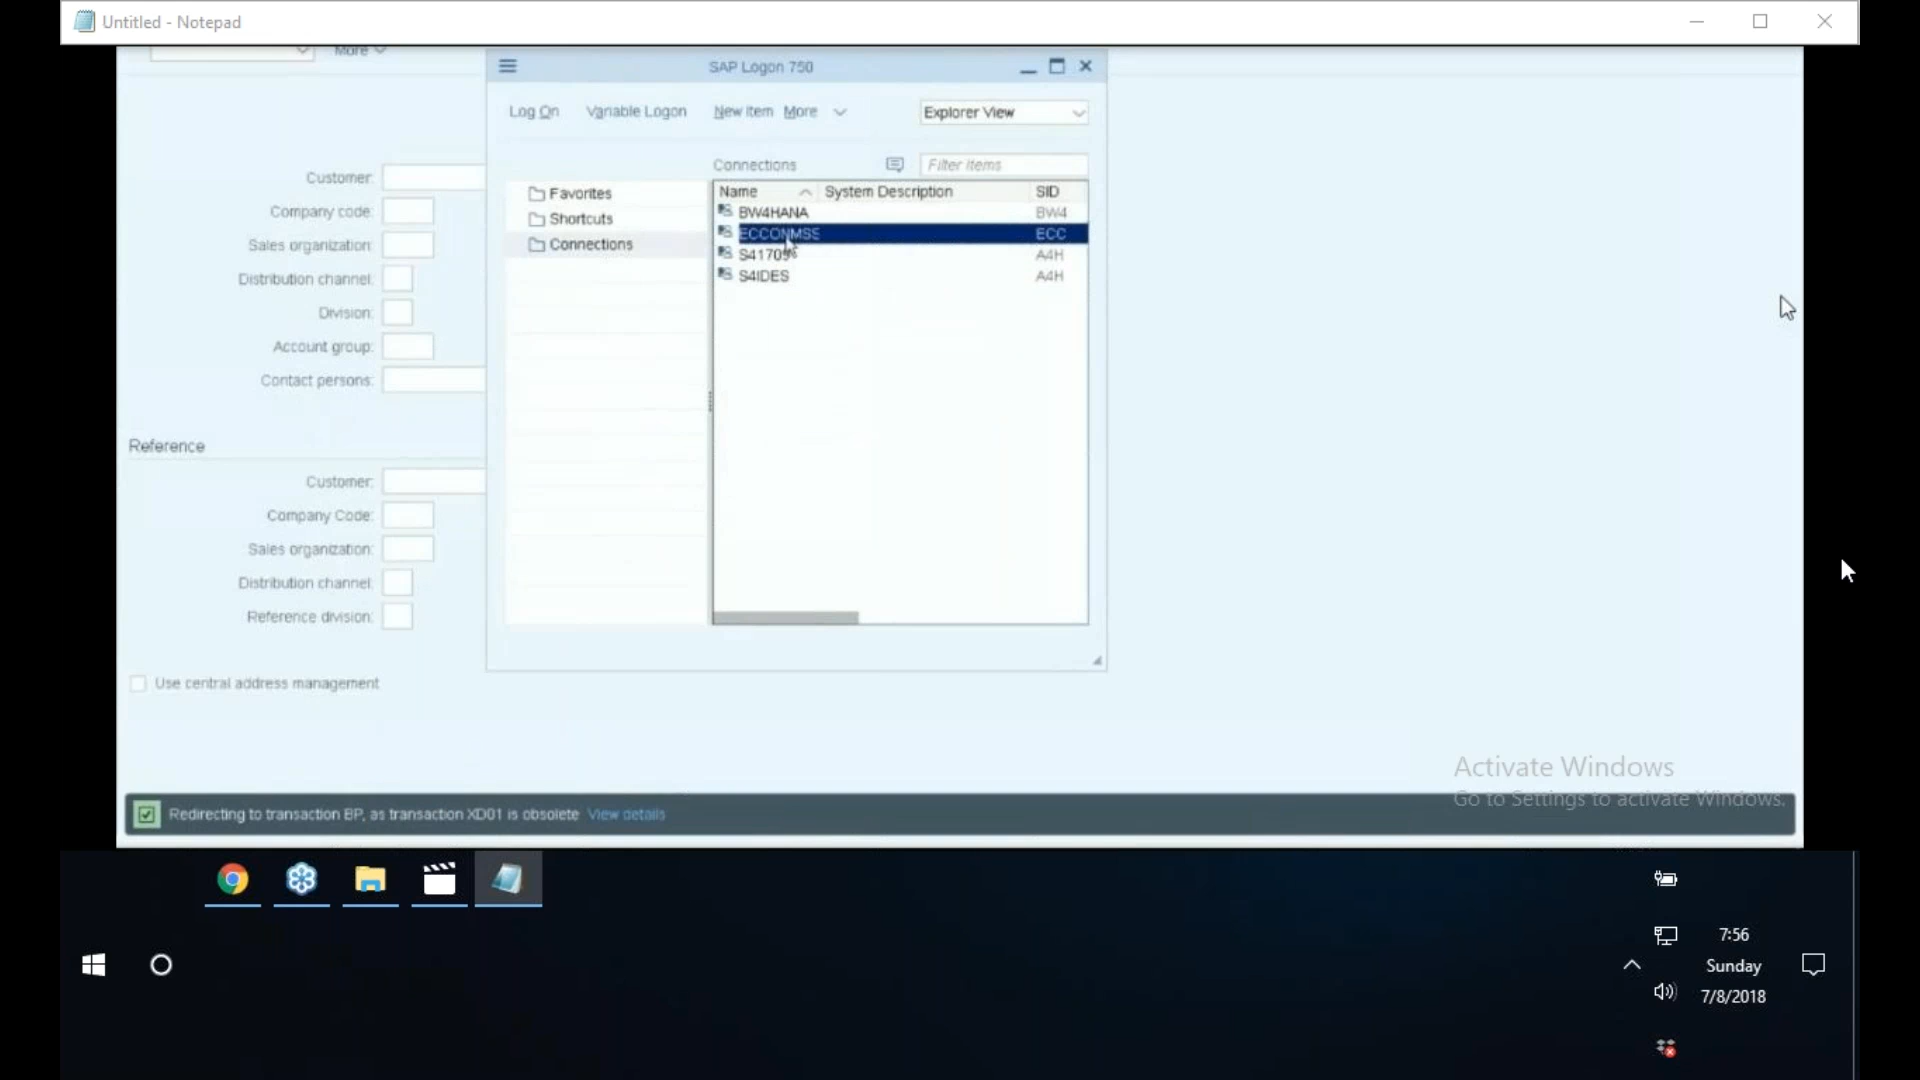 Untitled - Notepad
More
SAP Logon 750
Log On Variable Logon New Item More Explorer View
Connections Filter Items
Favorites
Shortcuts
Connections
Name System Description SID
BW4HANA BW4
ECCONMSS ECC
S41709 A4H
S4IDES A4H
Customer:
Company code:
Sales organization:
Distribution channel:
Division:
Account group:
Contact persons:
Reference
Customer:
Company Code:
Sales organization:
Distribution channel:
Reference division:
Use central address management
Activate Windows
Go to Settings to activate Windows.
Redirecting to transaction BP, as transaction XD01 is obsolete View details
7:56
Sunday
7/8/2018